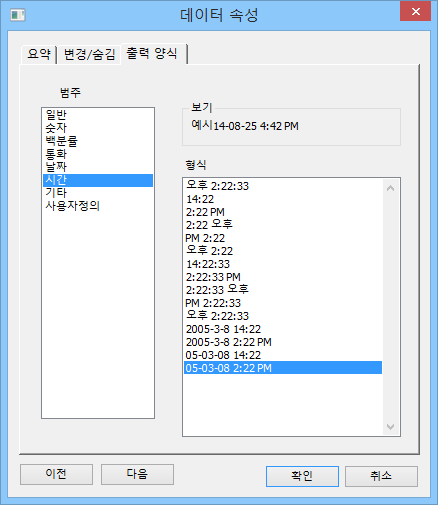 데이터 속성
요약 변경/숨김 출력 양식
범주
일반
숫자
백분률
통화
날짜
시간
기타
사용자정의
보기
예시14-08-25 4:42 PM
형식
오후 2:22:33
14:22
2:22 PM
2:22 오후
PM 2:22
오후 2:22
14:22:33
2:22:33 PM
2:22:33 오후
PM 2:22:33
오후 2:22:33
2005-3-8 14:22
2005-3-8 2:22 PM
05-03-08 14:22
05-03-08 2:22 PM
이전 다음 확인 취소